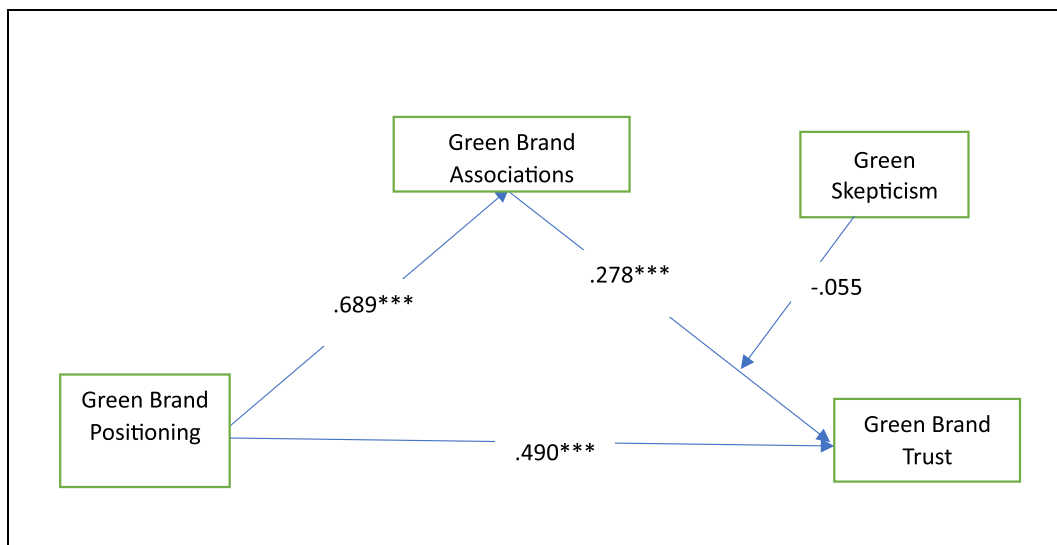 Green Brand
Associations
Green
Skepticism
.278***
-.055
.689***
Green Brand
Positioning
Green Brand
Trust
.490***